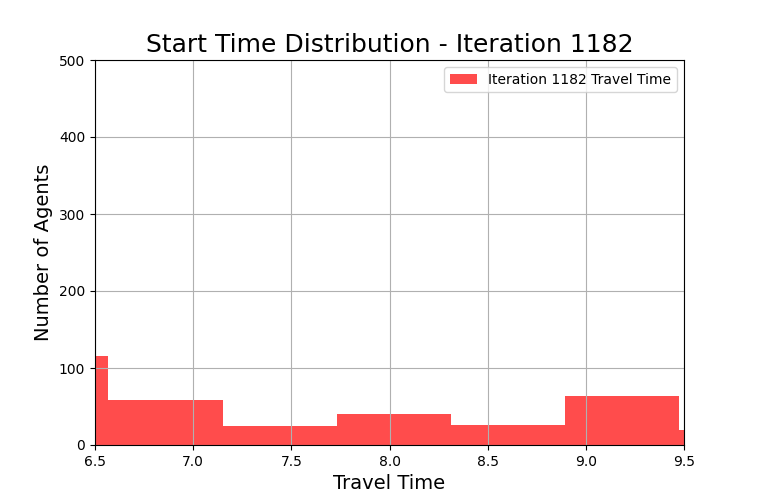 Start Time Distribution - Iteration 1182
Iteration 1182 Travel Time
500
400
300
200
100
0
Number of Agents
6.5 7.0 7.5 8.0 8.5 9.0 9.5
Travel Time